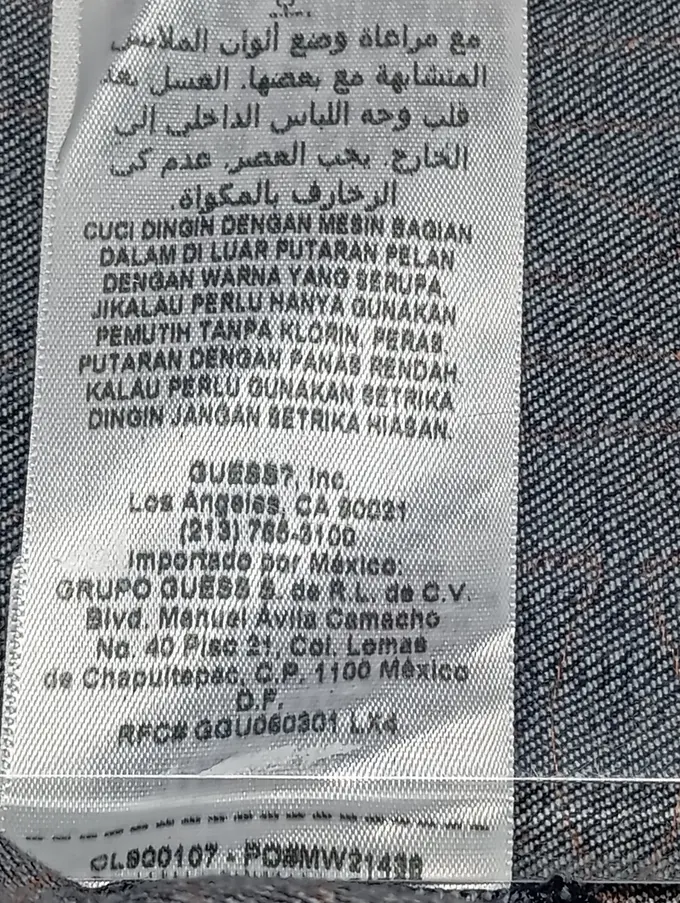 مع مراعاة وضع ألوان الملابس
المتشابهة مع بعضها. الغسل بعد
قلب وجه اللباس الداخلي إلى
الخارج. يجب العصر. عدم كي
الزخارف بالمكواة.
CUCI DINGIN DENGAN MESIN BAGIAN
DALAM DI LUAR PUTARAN PELAN
DENGAN WARNA YANG SERUPA
JIKALAU PERLU HANYA GUNAKAN
PEMUTIH TANPA KLORIN. PERAS
PUTARAN DENGAN PANAS RENDAH
KALAU PERLU GUNAKAN SETRIKA
DINGIN JANGAN SETRIKA HIASAN.
GUESS?, Inc.
Los Angeles, CA 90021
(213) 765-3100
Importado por México:
GRUPO GUESS S. de R.L. de C.V.
Blvd. Manuel Ávila Camacho
No. 40 Piso 21, Col. Lomas
de Chapultepec, C.P. 1100 México
D.F.
RFC# GGU060301 LX4
CL900107 - PO#MW21438